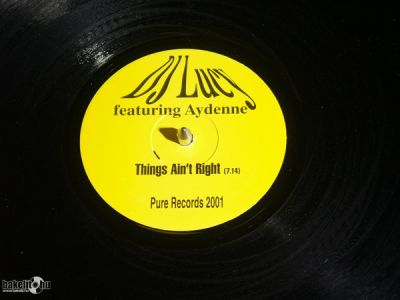 DJ Lucy
featuring Aydenne
Things Ain't Right (7.14)
Pure Records 2001
bakelit.hu